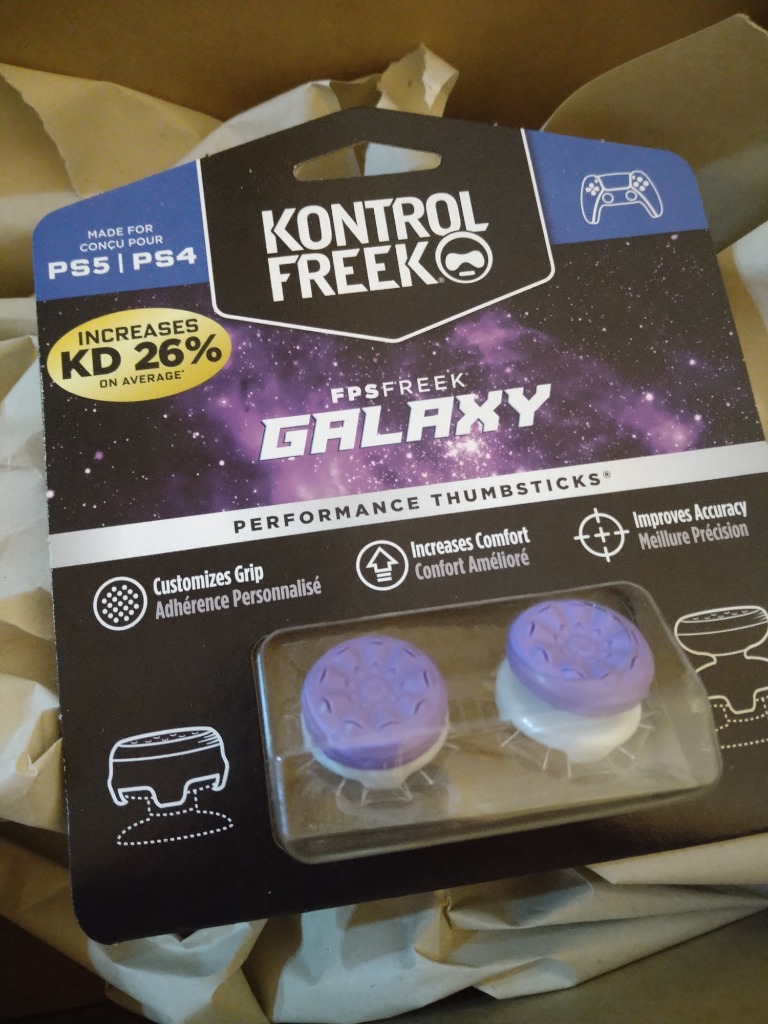 MADE FOR
CONÇU POUR
PS5 | PS4
KONTROL
FREEK®
INCREASES
KD 26%
ON AVERAGE*
FPSFREEK
GALAXY
PERFORMANCE THUMBSTICKS®
Customizes Grip
Adhérence Personnalisé
Increases Comfort
Confort Amélioré
Improves Accuracy
Meillure Précision